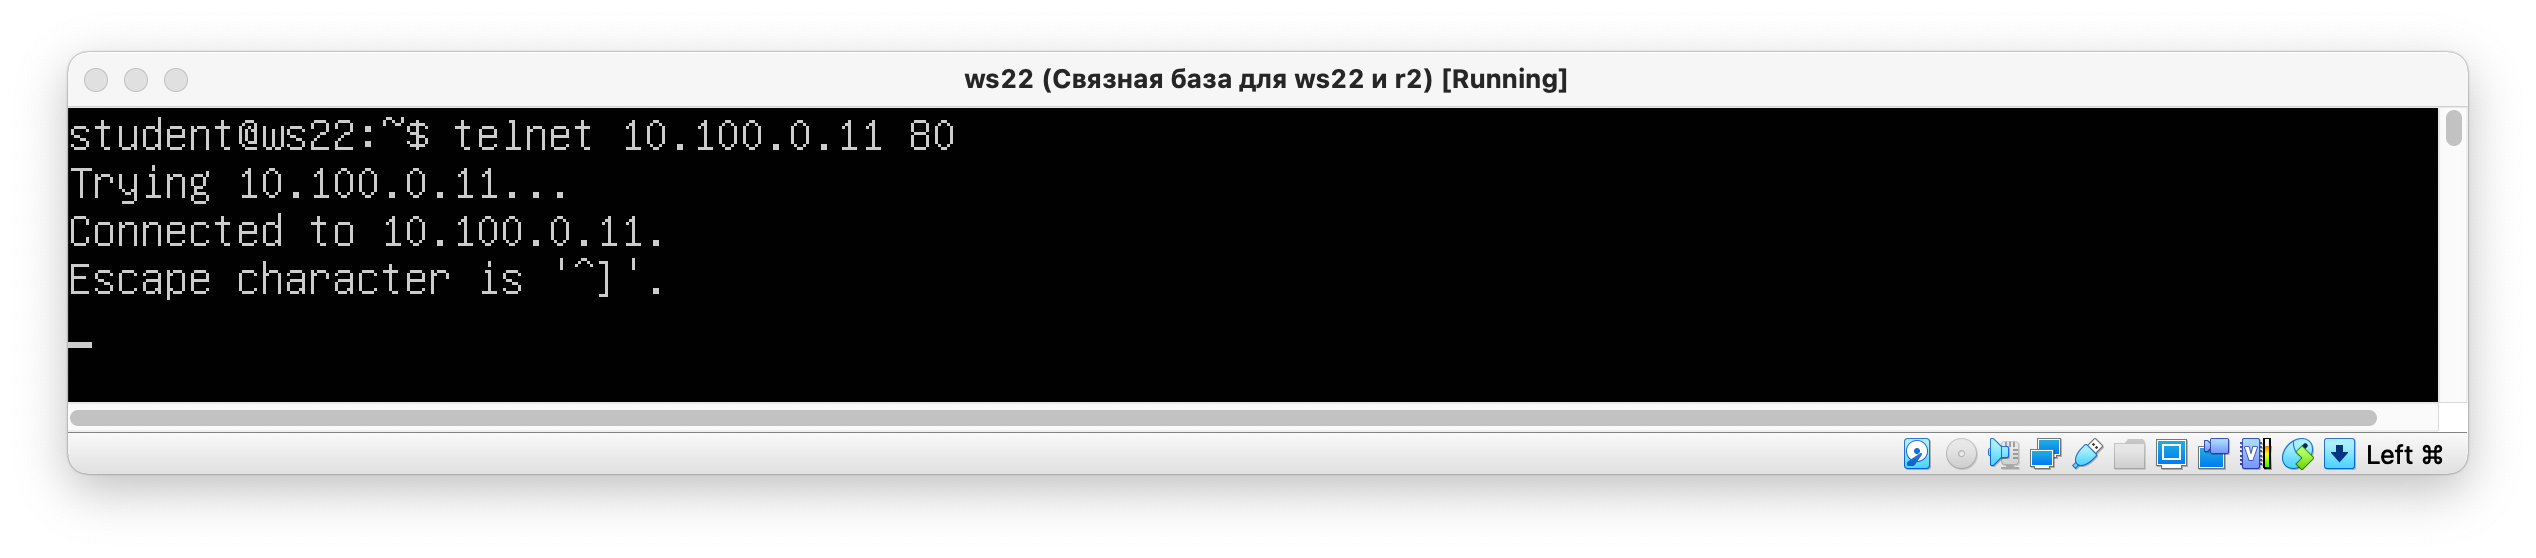 ws22 (Связная база для ws22 и r2) [Running]
student@ws22:~$ telnet 10.100.0.11 80
Trying 10.100.0.11...
Connected to 10.100.0.11.
Escape character is '^]'.
Left ⌘